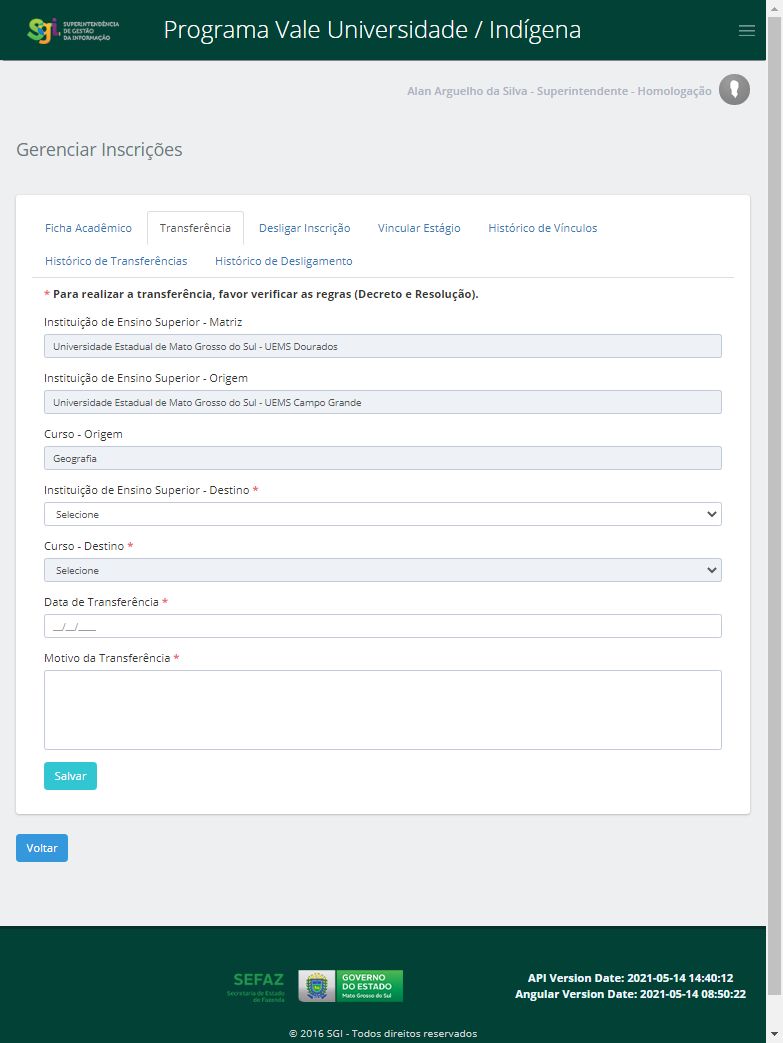 Sgi. SUPERINTENDÊNCIA
DE GESTÃO
DA INFORMAÇÃO
Programa Vale Universidade / Indígena
Alan Arguelho da Silva - Superintendente - Homologação
Gerenciar Inscrições
Ficha Acadêmico Transferência Desligar Inscrição Vincular Estágio Histórico de Vínculos
Histórico de Transferências Histórico de Desligamento
* Para realizar a transferência, favor verificar as regras (Decreto e Resolução).
Instituição de Ensino Superior - Matriz
Universidade Estadual de Mato Grosso do Sul - UEMS Dourados
Instituição de Ensino Superior - Origem
Universidade Estadual de Mato Grosso do Sul - UEMS Campo Grande
Curso - Origem
Geografia
Instituição de Ensino Superior - Destino *
Selecione
Curso - Destino *
Selecione
Data de Transferência *
__/__/____
Motivo da Transferência *
Salvar
Voltar
SEFAZ
Secretaria de Estado
de Fazenda
GOVERNO
DO ESTADO
Mato Grosso do Sul
API Version Date: 2021-05-14 14:40:12
Angular Version Date: 2021-05-14 08:50:22
© 2016 SGI - Todos direitos reservados